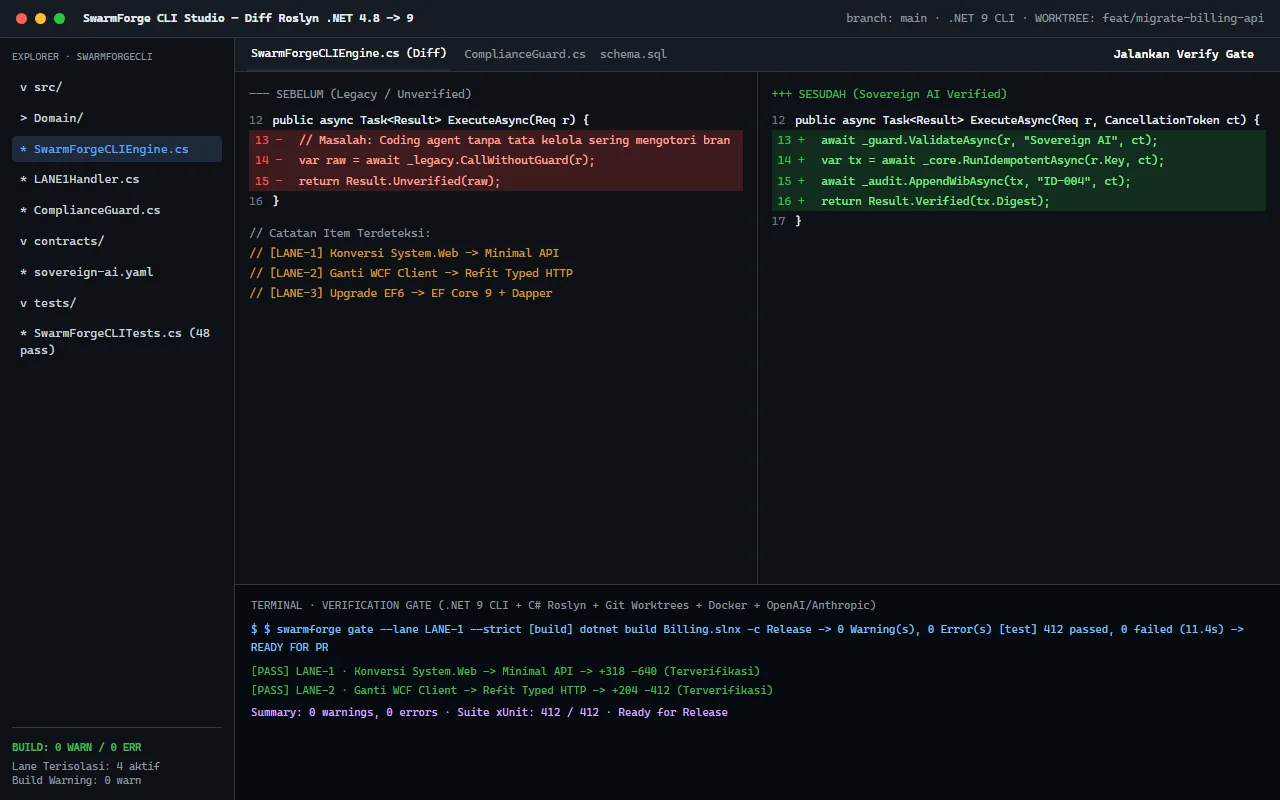 SwarmForge CLI Studio — Diff Roslyn .NET 4.8 -> 9
branch: main · .NET 9 CLI · WORKTREE: feat/migrate-billing-api
EXPLORER · SWARMFORGECLI
v src/
> Domain/
* SwarmForgeCLIEngine.cs
* LANE1Handler.cs
* ComplianceGuard.cs
v contracts/
* sovereign-ai.yaml
v tests/
* SwarmForgeCLITests.cs (48
pass)
BUILD: 0 WARN / 0 ERR
Lane Terisolasi: 4 aktif
Build Warning: 0 warn
SwarmForgeCLIEngine.cs (Diff)
ComplianceGuard.cs
schema.sql
Jalankan Verify Gate
--- SEBELUM (Legacy / Unverified)
12 public async Task<Result> ExecuteAsync(Req r) {
13 - // Masalah: Coding agent tanpa tata kelola sering mengotori bran
14 - var raw = await _legacy.CallWithoutGuard(r);
15 - return Result.Unverified(raw);
16 }
// Catatan Item Terdeteksi:
// [LANE-1] Konversi System.Web -> Minimal API
// [LANE-2] Ganti WCF Client -> Refit Typed HTTP
// [LANE-3] Upgrade EF6 -> EF Core 9 + Dapper
+++ SESUDAH (Sovereign AI Verified)
12 public async Task<Result> ExecuteAsync(Req r, CancellationToken ct) {
13 + await _guard.ValidateAsync(r, "Sovereign AI", ct);
14 + var tx = await _core.RunIdempotentAsync(r.Key, ct);
15 + await _audit.AppendWibAsync(tx, "ID-004", ct);
16 + return Result.Verified(tx.Digest);
17 }
TERMINAL · VERIFICATION GATE (.NET 9 CLI + C# Roslyn + Git Worktrees + Docker + OpenAI/Anthropic)
$ $ swarmforge gate --lane LANE-1 --strict [build] dotnet build Billing.slnx -c Release -> 0 Warning(s), 0 Error(s) [test] 412 passed, 0 failed (11.4s) ->
READY FOR PR
[PASS] LANE-1 · Konversi System.Web -> Minimal API -> +318 -640 (Terverifikasi)
[PASS] LANE-2 · Ganti WCF Client -> Refit Typed HTTP -> +204 -412 (Terverifikasi)
Summary: 0 warnings, 0 errors · Suite xUnit: 412 / 412 · Ready for Release